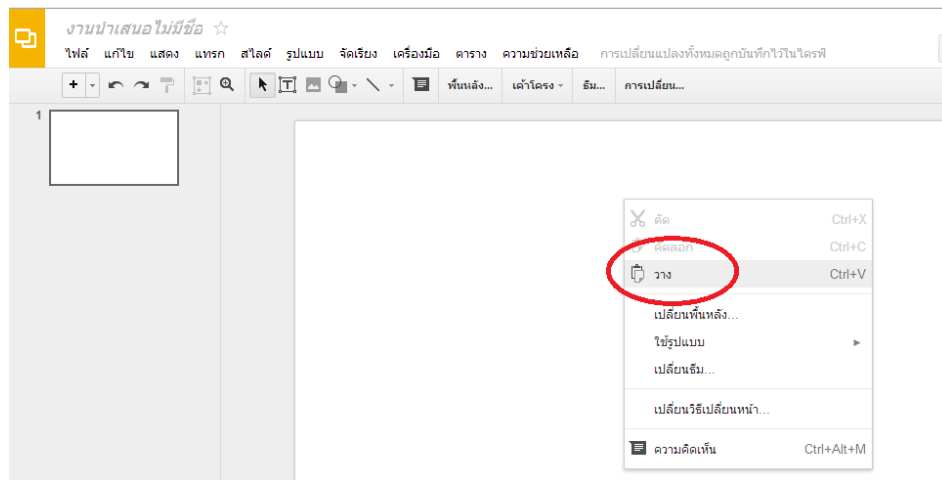 งานนำเสนอไม่มีชื่อ
ไฟล์ แก้ไข แสดง แทรก สไลด์ รูปแบบ จัดเรียง เครื่องมือ ตาราง ความช่วยเหลือ การเปลี่ยนแปลงทั้งหมดถูกบันทึกไว้ในไดรฟ์
พื้นหลัง... เค้าโครง ธีม... การเปลี่ยน...
1
ตัด Ctrl+X
คัดลอก Ctrl+C
วาง Ctrl+V
เปลี่ยนพื้นหลัง...
ใช้รูปแบบ
เปลี่ยนธีม...
เปลี่ยนวิธีเปลี่ยนหน้า...
ความคิดเห็น Ctrl+Alt+M